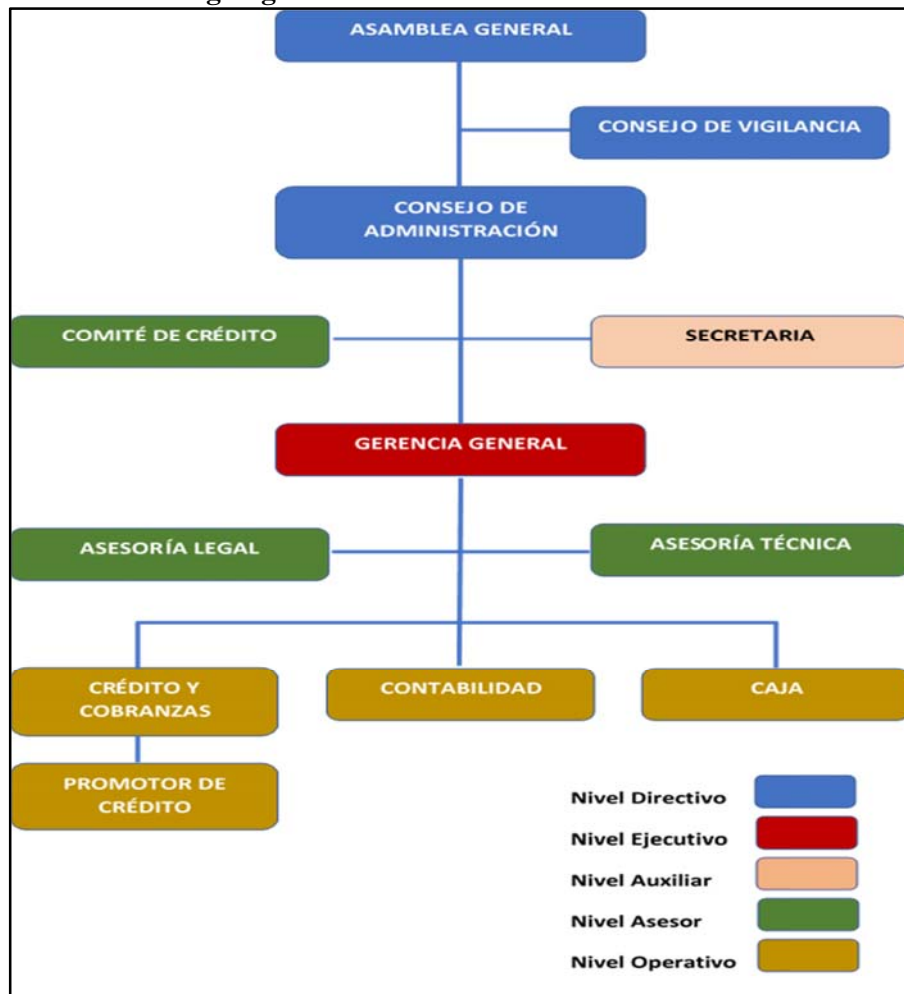 ASAMBLEA GENERAL
CONSEJO DE VIGILANCIA
CONSEJO DE
ADMINISTRACIÓN
COMITÉ DE CRÉDITO
SECRETARIA
GERENCIA GENERAL
ASESORÍA LEGAL
ASESORÍA TÉCNICA
CRÉDITO Y
COBRANZAS
CONTABILIDAD
CAJA
PROMOTOR DE
CRÉDITO
Nivel Directivo
Nivel Ejecutivo
Nivel Auxiliar
Nivel Asesor
Nivel Operativo